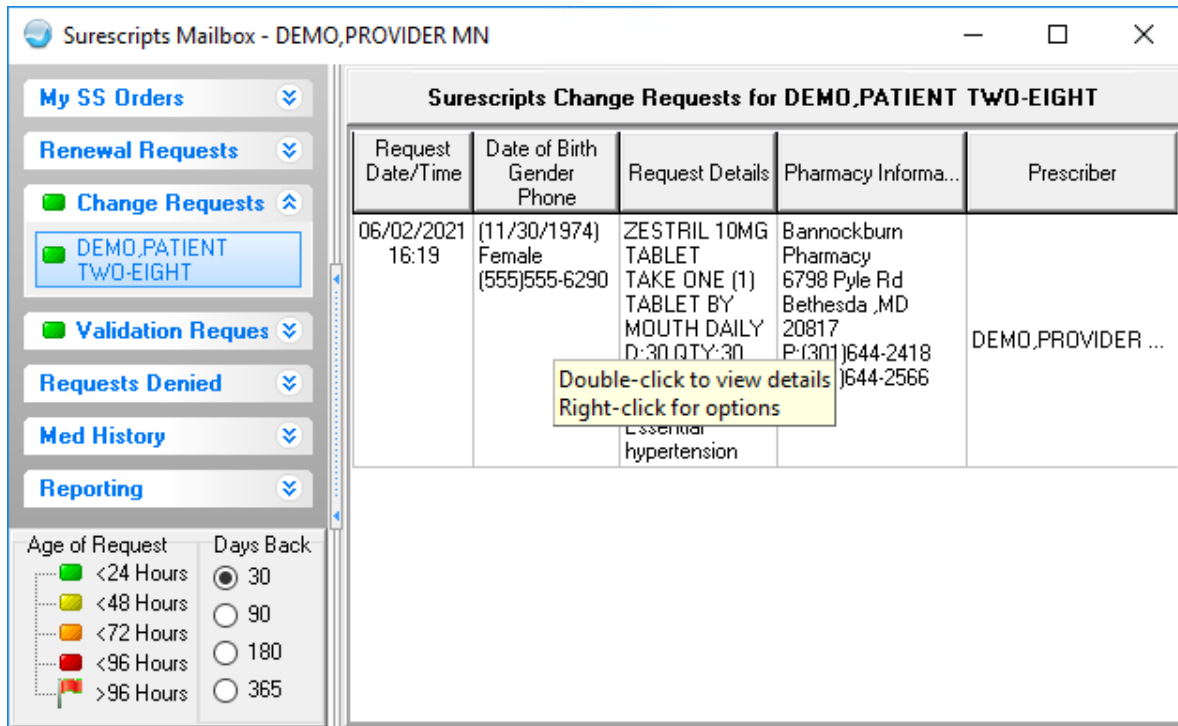 Surescripts Mailbox - DEMO,PROVIDER MN
My SS Orders
Renewal Requests
Change Requests
DEMO,PATIENT
TWO-EIGHT
Validation Reques
Requests Denied
Med History
Reporting
Age of Request
<24 Hours
<48 Hours
<72 Hours
<96 Hours
>96 Hours
Days Back
30
90
180
365
Surescripts Change Requests for DEMO,PATIENT TWO-EIGHT
Request
Date/Time
Date of Birth
Gender
Phone
Request Details
Pharmacy Informa...
Prescriber
06/02/2021
16:19
(11/30/1974)
Female
(555)555-6290
ZESTRIL 10MG
TABLET
TAKE ONE (1)
TABLET BY
MOUTH DAILY
D:30 QTY:30
Essential
hypertension
Bannockburn
Pharmacy
6798 Pyle Rd
Bethesda ,MD
20817
P:(301)644-2418
)644-2566
DEMO,PROVIDER ...
Double-click to view details
Right-click for options